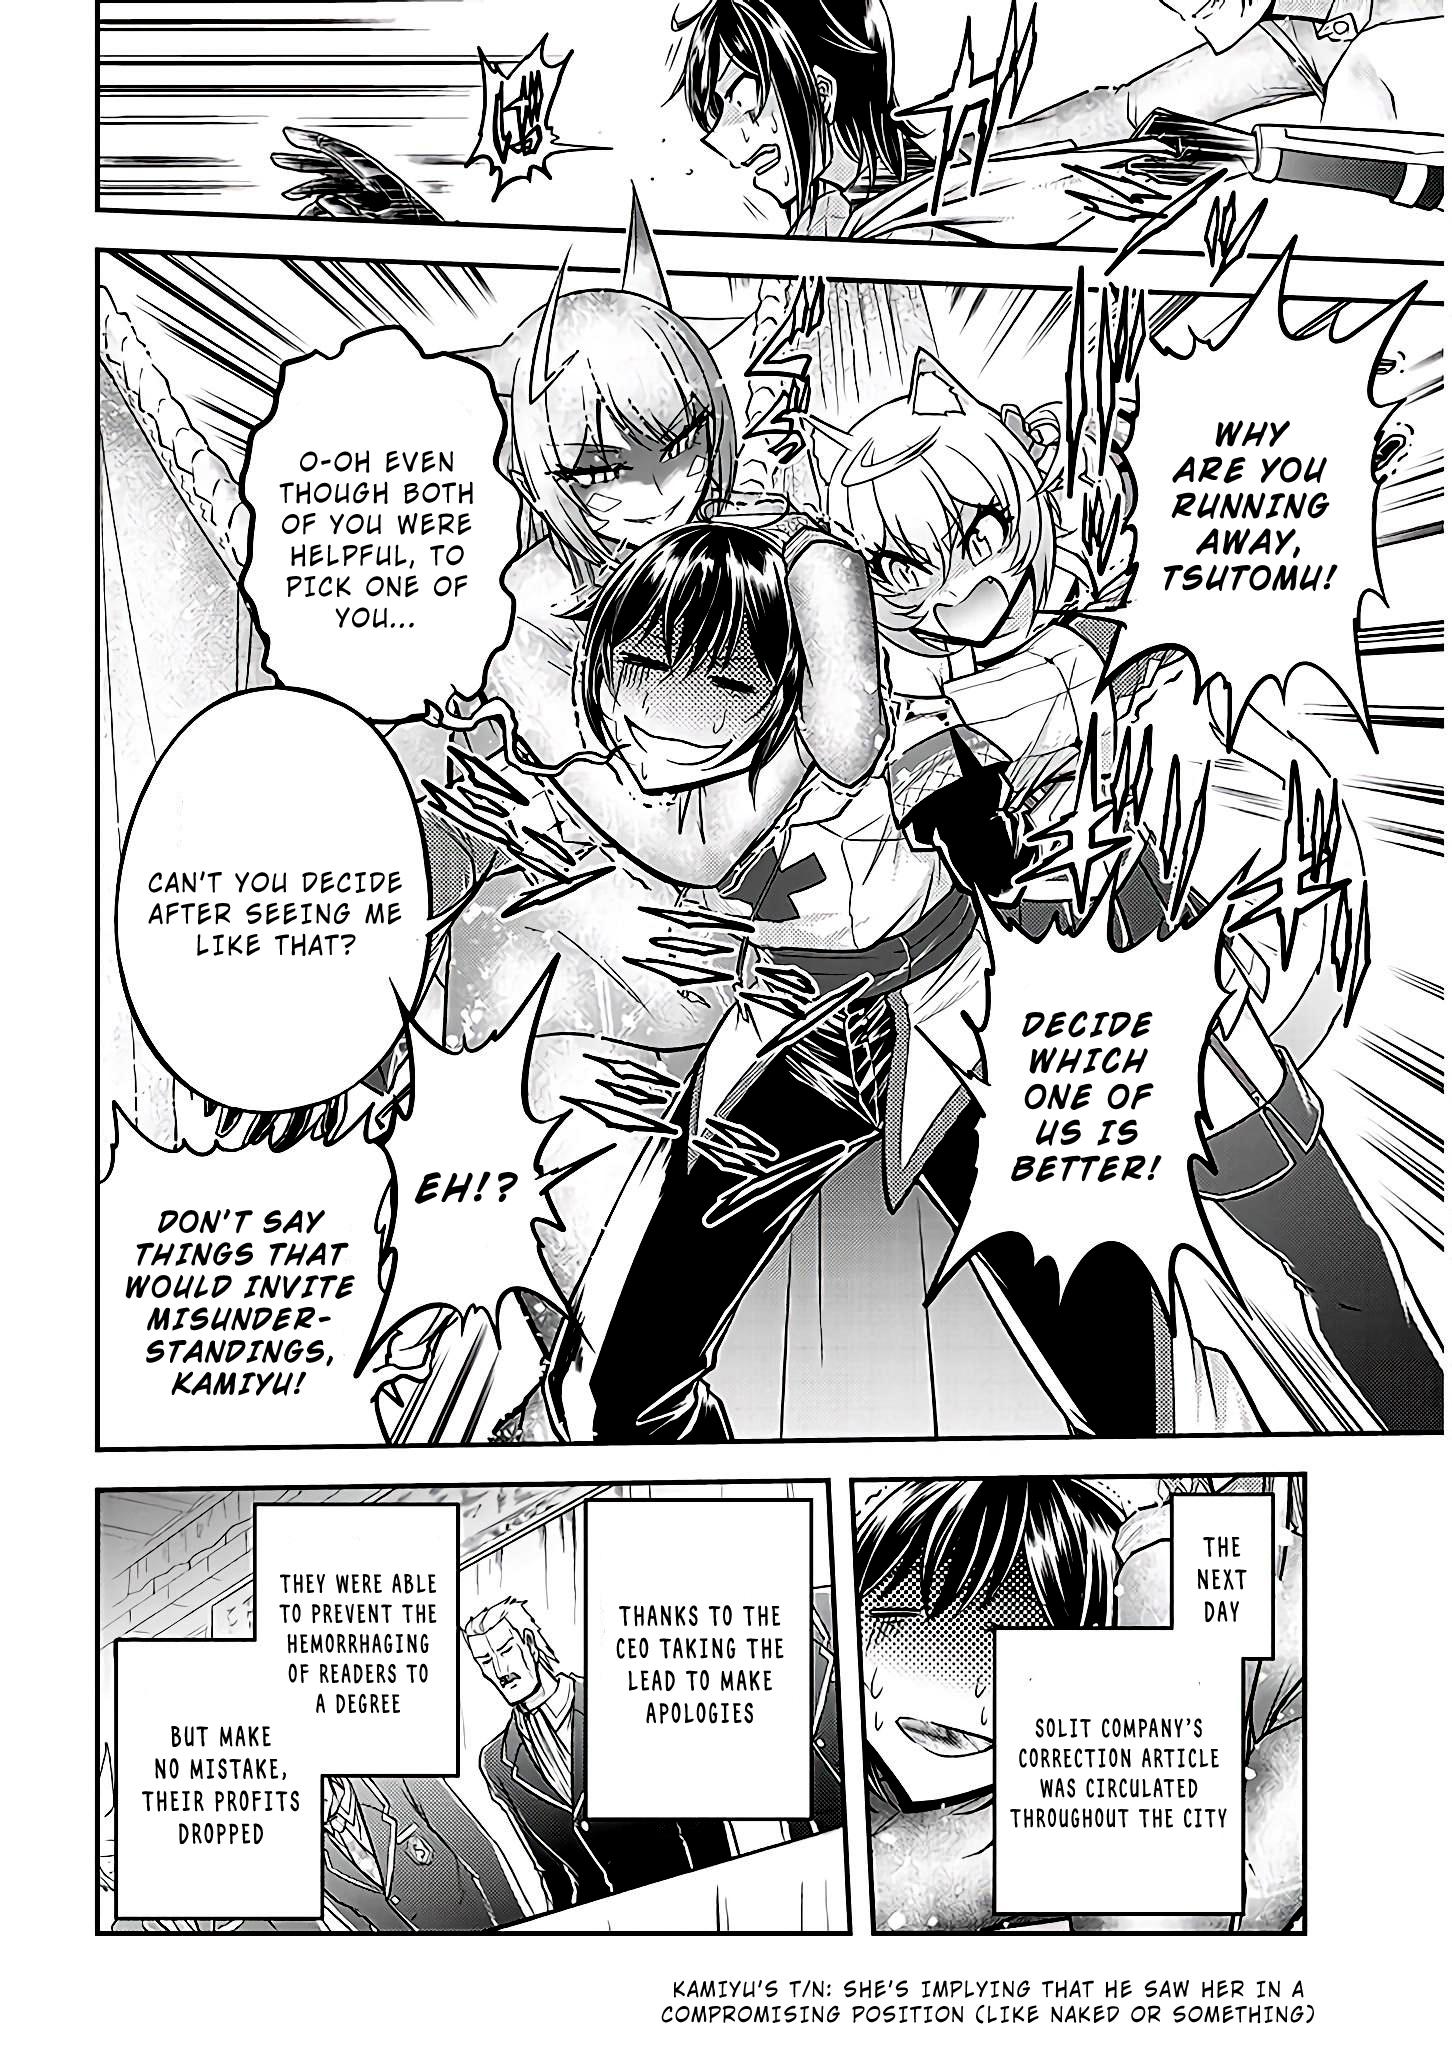 WHY
ARE YOU
RUNNING
AWAY,
TSUTOMU!
O-OH EVEN
THOUGH BOTH
OF YOU WERE
HELPFUL, TO
PICK ONE OF
YOU...
DECIDE
WHICH
ONE OF
US IS
BETTER!
CAN'T YOU DECIDE
AFTER SEEING ME
LIKE THAT?
EH!?
DON'T SAY
THINGS THAT
WOULD INVITE
MISUNDER-
STANDINGS,
KAMIYU!
THE
NEXT
DAY
SOLIT COMPANY'S
CORRECTION ARTICLE
WAS CIRCULATED
THROUGHOUT THE CITY
THANKS TO THE
CEO TAKING THE
LEAD TO MAKE
APOLOGIES
THEY WERE ABLE
TO PREVENT THE
HEMORRHAGING
OF READERS TO
A DEGREE
BUT MAKE
NO MISTAKE,
THEIR PROFITS
DROPPED
KAMIYU'S T/N: SHE'S IMPLYING THAT HE SAW HER IN A
COMPROMISING POSITION (LIKE NAKED OR SOMETHING)